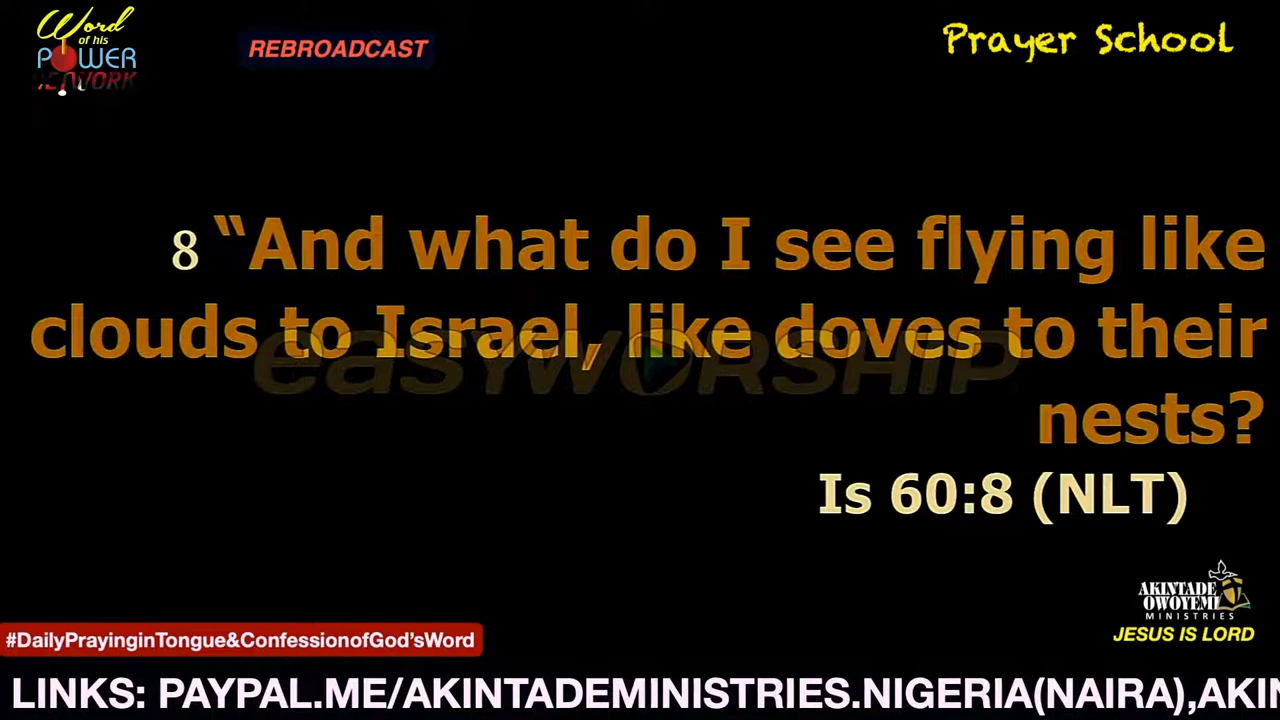 Word
of his
POWER
NETWORK
REBROADCAST
Prayer School
8 “And what do I see flying like
clouds to Israel, like doves to their
nests?
easyworship
Is 60:8 (NLT)
AKINTADE
OWOYEMI
MINISTRIES
JESUS IS LORD
#DailyPrayinginTongue&ConfessionofGod’sWord
LINKS: PAYPAL.ME/AKINTADEMINISTRIES.NIGERIA(NAIRA),AKIN